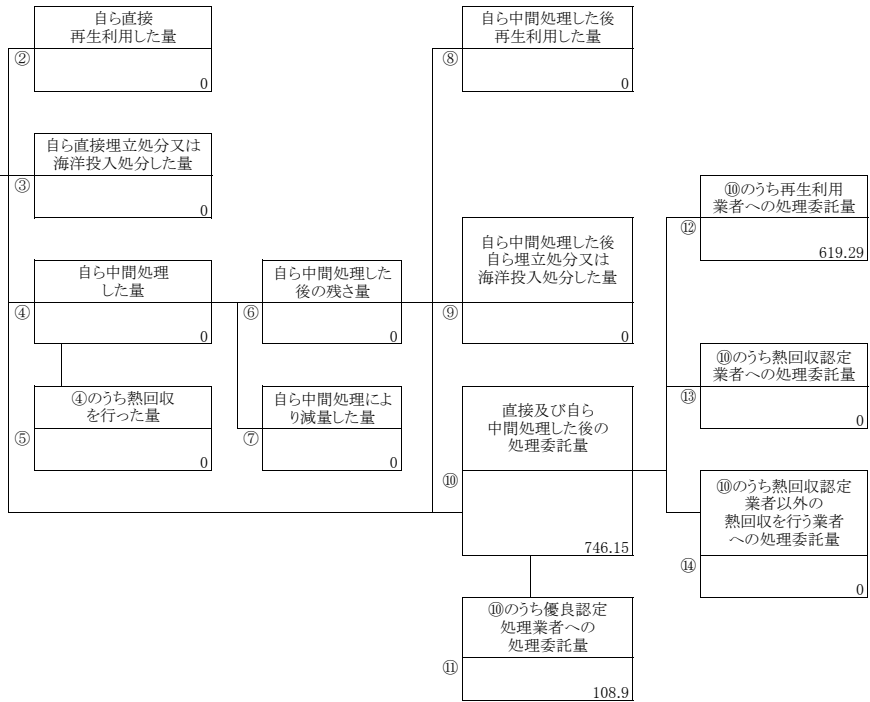 自ら直接
再生利用した量
②
0
自ら直接埋立処分又は
海洋投入処分した量
③
0
自ら中間処理
した量
④
0
④のうち熱回収
を行った量
⑤
0
自ら中間処理した
後の残さ量
⑥
0
自ら中間処理によ
り減量した量
⑦
0
自ら中間処理した後
再生利用した量
⑧
0
自ら中間処理した後
自ら埋立処分又は
海洋投入処分した量
⑨
0
直接及び自ら
中間処理した後の
処理委託量
⑩
746.15
⑩のうち優良認定
処理業者への
処理委託量
⑪
108.9
⑩のうち再生利用
業者への処理委託量
⑫
619.29
⑩のうち熱回収認定
業者への処理委託量
⑬
0
⑩のうち熱回収認定
業者以外の
熱回収を行う業者
への処理委託量
⑭
0